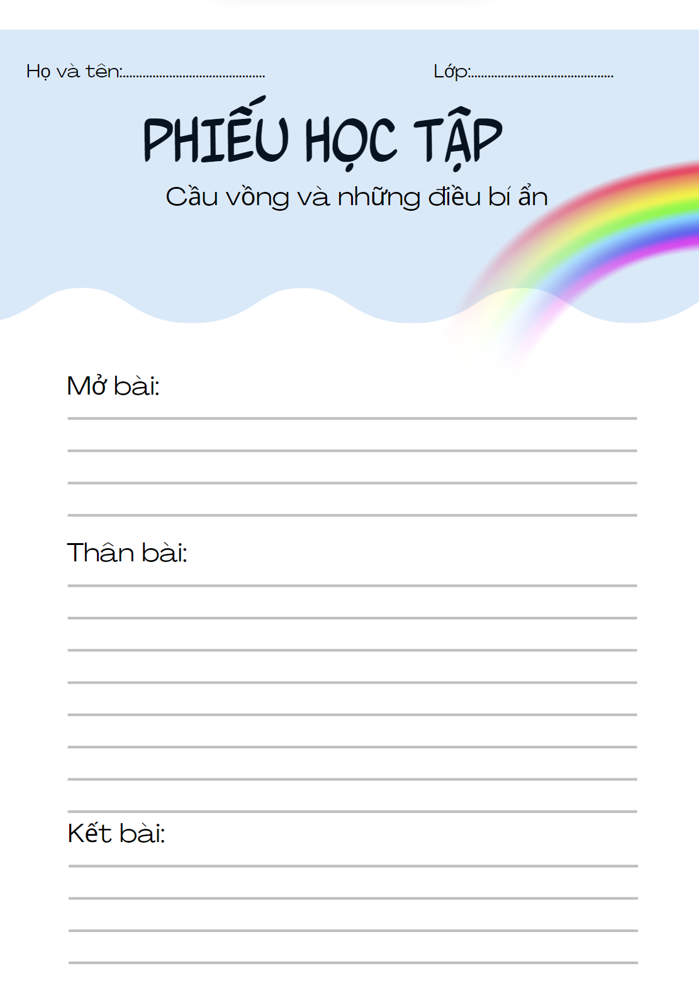 Họ và tên:........................................... Lớp:...........................................
PHIẾU HỌC TẬP
Cầu vồng và những điều bí ẩn
Mở bài:
Thân bài:
Kết bài: